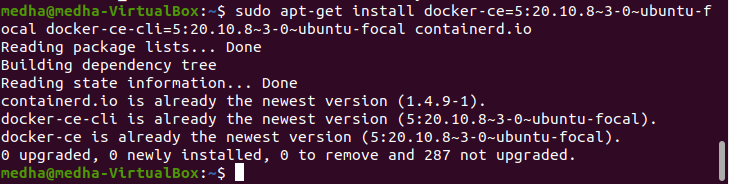 medha@medha-VirtualBox:~$ sudo apt-get install docker-ce=5:20.10.8~3-0~ubuntu-f
ocal docker-ce-cli=5:20.10.8~3-0~ubuntu-focal containerd.io
Reading package lists... Done
Building dependency tree
Reading state information... Done
containerd.io is already the newest version (1.4.9-1).
docker-ce-cli is already the newest version (5:20.10.8~3-0~ubuntu-focal).
docker-ce is already the newest version (5:20.10.8~3-0~ubuntu-focal).
0 upgraded, 0 newly installed, 0 to remove and 287 not upgraded.
medha@medha-VirtualBox:~$